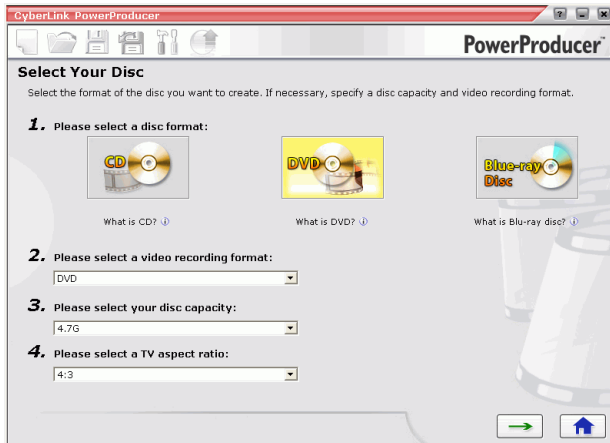 CyberLink PowerProducer
PowerProducer™
Select Your Disc
Select the format of the disc you want to create. If necessary, specify a disc capacity and video recording format.
1. Please select a disc format:
CD
DVD
Blue-ray
Disc
What is CD?
What is DVD?
What is Blu-ray disc?
2. Please select a video recording format:
DVD
3. Please select your disc capacity:
4.7G
4. Please select a TV aspect ratio:
4:3